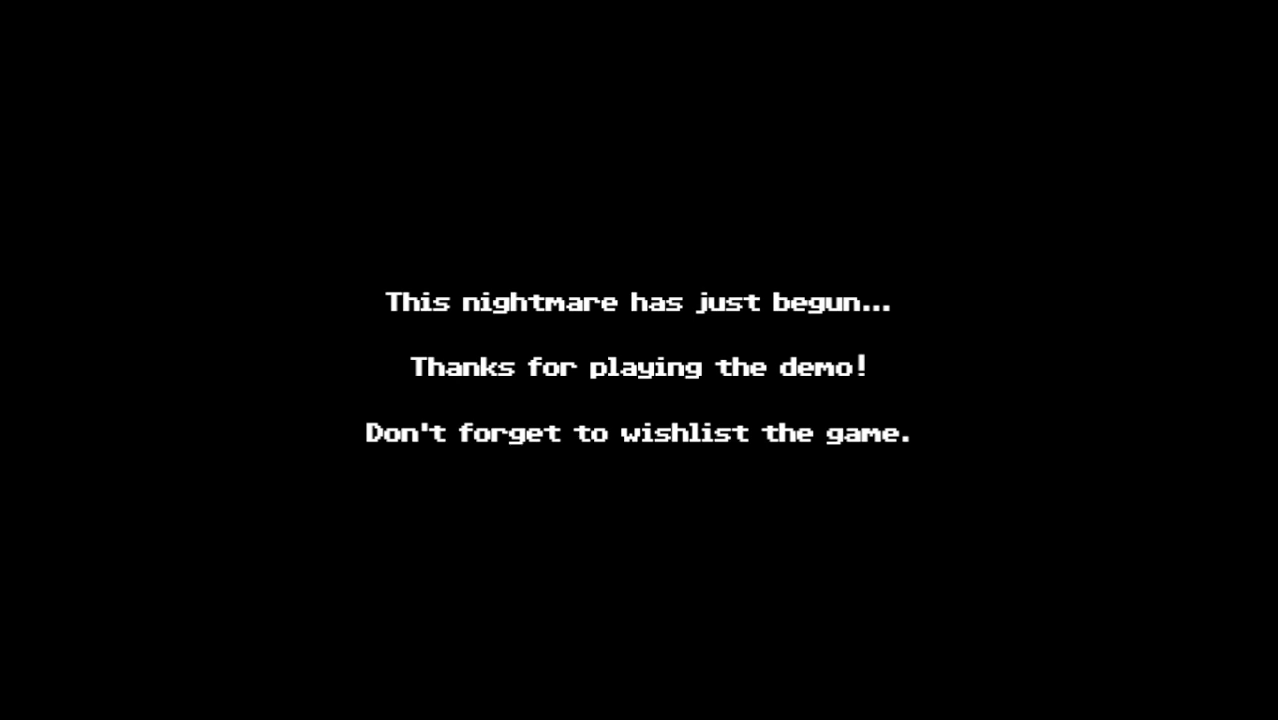 This nightmare has just begun...
Thanks for playing the demo!
Don't forget to wishlist the game.